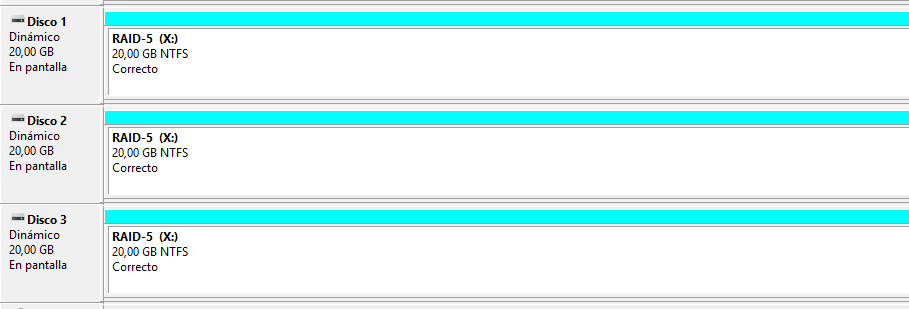 Disco 1
Dinámico
20,00 GB
En pantalla
RAID-5 (X:)
20,00 GB NTFS
Correcto
Disco 2
Dinámico
20,00 GB
En pantalla
RAID-5 (X:)
20,00 GB NTFS
Correcto
Disco 3
Dinámico
20,00 GB
En pantalla
RAID-5 (X:)
20,00 GB NTFS
Correcto